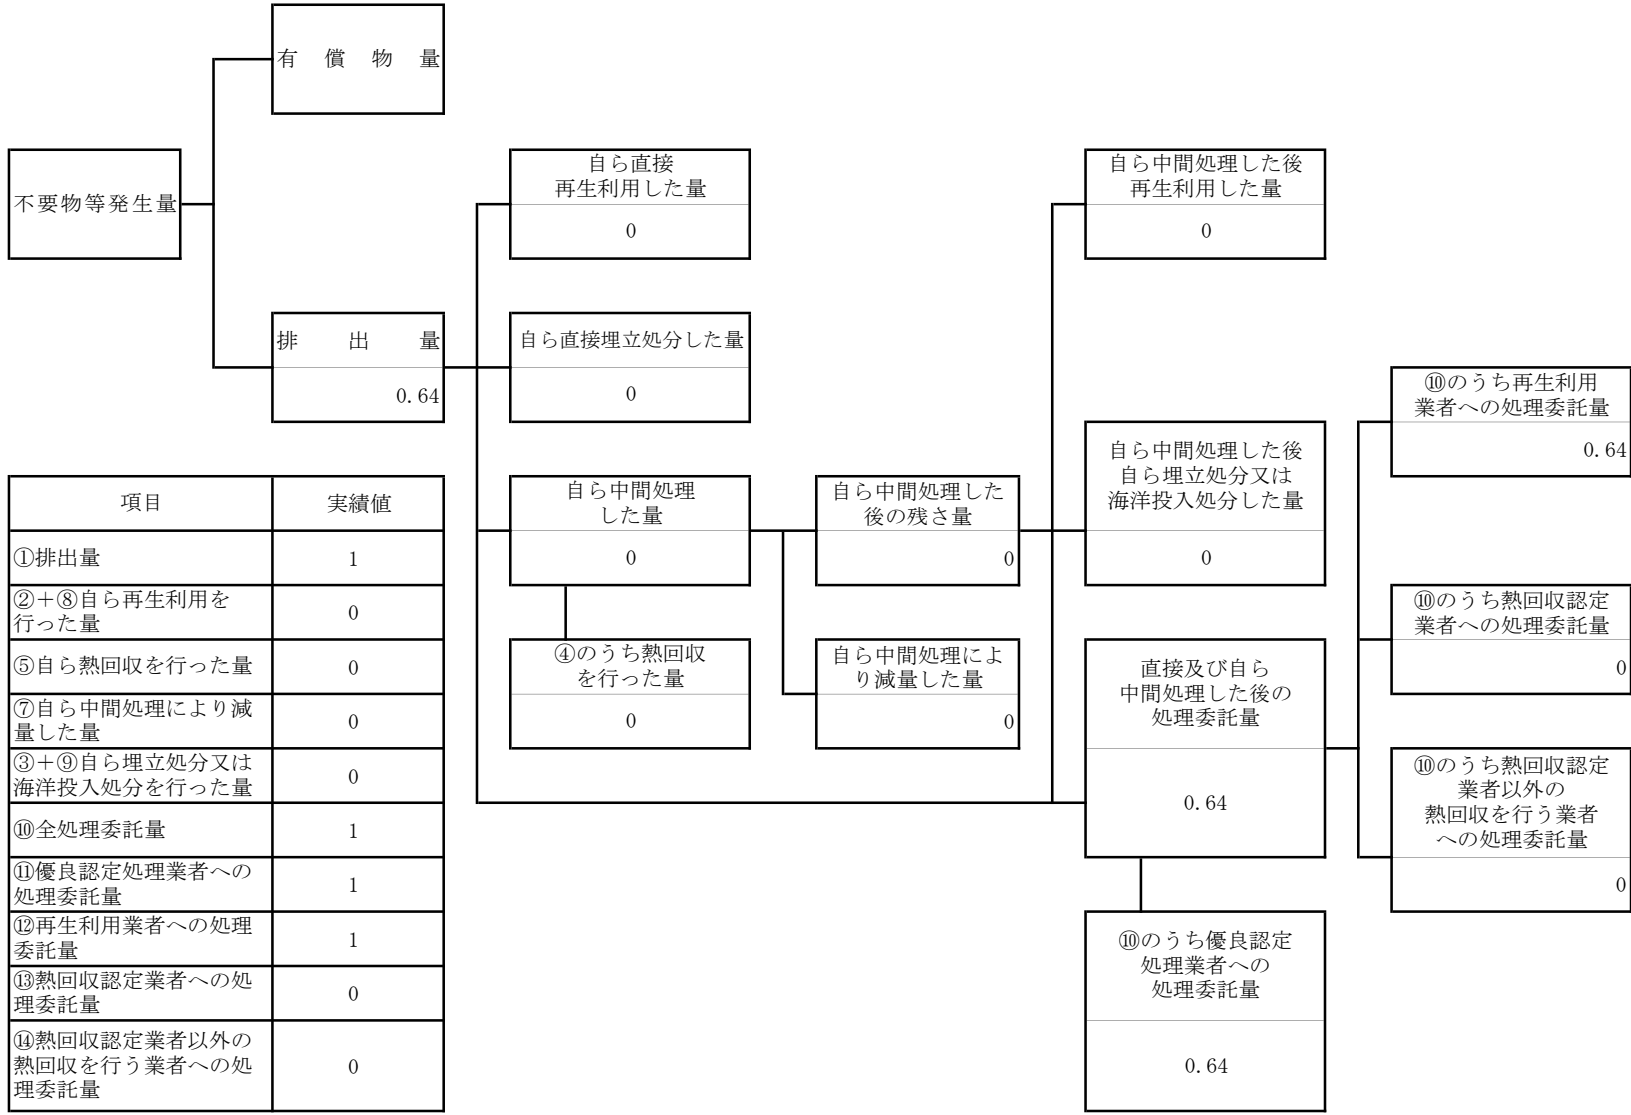 有償物量
不要物等発生量
排出量
0.64
自ら直接
再生利用した量
0
自ら直接埋立処分した量
0
自ら中間処理
した量
0
④のうち熱回収
を行った量
0
自ら中間処理した
後の残さ量
0
自ら中間処理によ
り減量した量
0
自ら中間処理した後
再生利用した量
0
自ら中間処理した後
自ら埋立処分又は
海洋投入処分した量
0
直接及び自ら
中間処理した後の
処理委託量
0.64
⑩のうち優良認定
処理業者への
処理委託量
0.64
⑩のうち再生利用
業者への処理委託量
0.64
⑩のうち熱回収認定
業者への処理委託量
0
⑩のうち熱回収認定
業者以外の
熱回収を行う業者
への処理委託量
0
項目 実績値
①排出量 1
②+⑧自ら再生利用を
行った量 0
⑤自ら熱回収を行った量 0
⑦自ら中間処理により減
量した量 0
③+⑨自ら埋立処分又は
海洋投入処分を行った量 0
⑩全処理委託量 1
⑪優良認定処理業者への
処理委託量 1
⑫再生利用業者への処理
委託量 1
⑬熱回収認定業者への処
理委託量 0
⑭熱回収認定業者以外の
熱回収を行う業者への処
理委託量 0